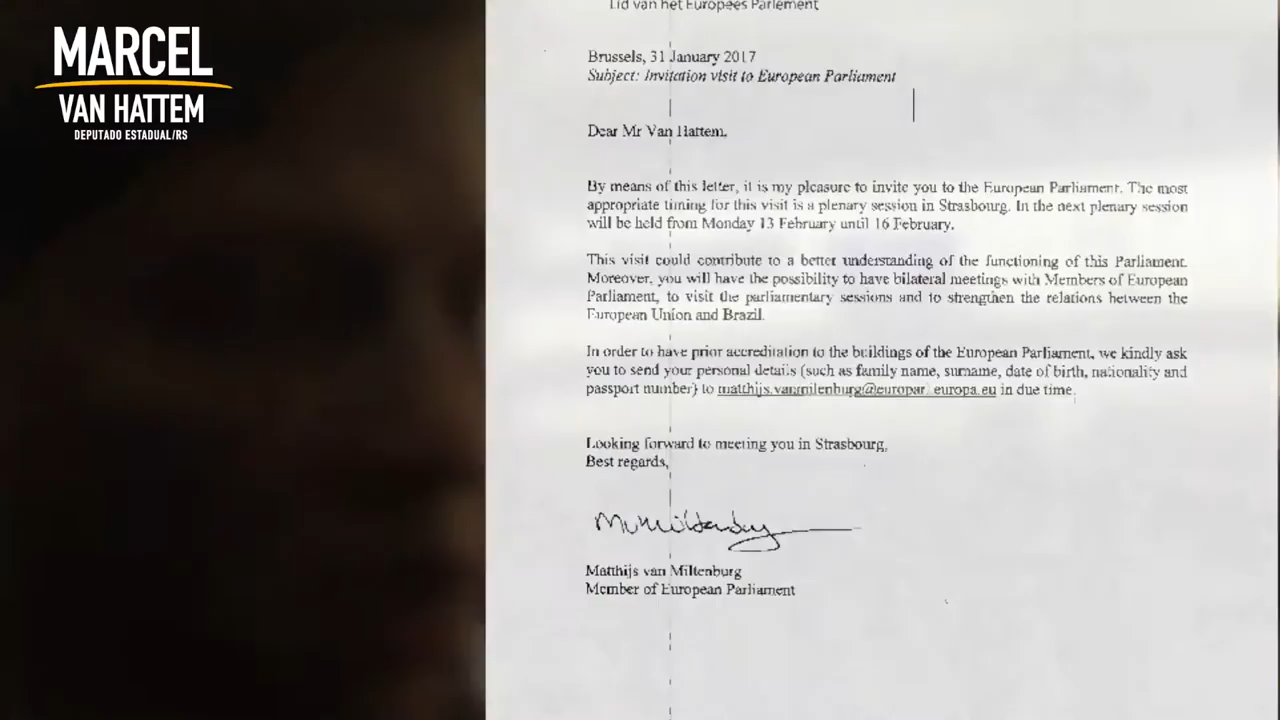 MARCEL
VAN HATTEM
DEPUTADO ESTADUAL/RS
Lid van het Europees Parlement
Brussels, 31 January 2017
Subject: Invitation visit to European Parliament
Dear Mr Van Hattem,
By means of this letter, it is my pleasure to invite you to the European Parliament. The most
appropriate timing for this visit is a plenary session in Strasbourg. In the next plenary session
will be held from Monday 13 February until 16 February.
This visit could contribute to a better understanding of the functioning of this Parliament.
Moreover, you will have the possibility to have bilateral meetings with Members of European
Parliament, to visit the parliamentary sessions and to strengthen the relations between the
European Union and Brazil.
In order to have prior accreditation to the buildings of the European Parliament, we kindly ask
you to send your personal details (such as family name, surname, date of birth, nationality and
passport number) to matthijs.vanmilenburg@europarl.europa.eu in due time.
Looking forward to meeting you in Strasbourg,
Best regards,
Matthijs van Miltenburg
Member of European Parliament